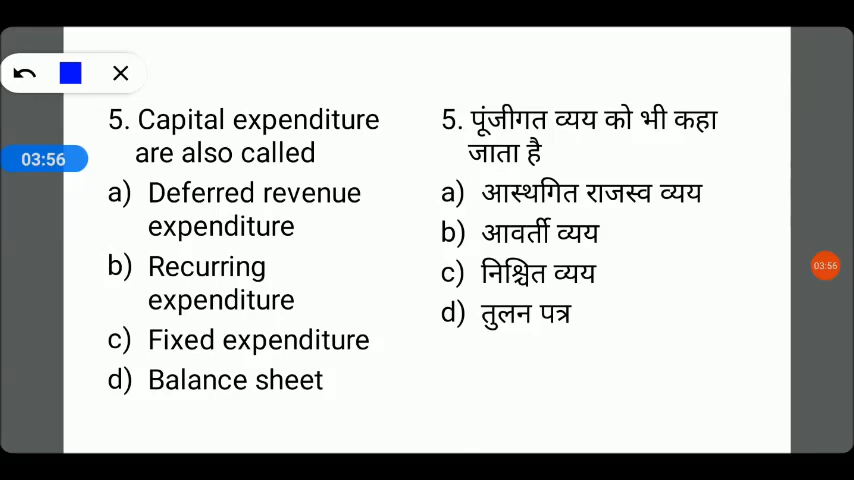 5. Capital expenditure
are also called
a) Deferred revenue
expenditure
b) Recurring
expenditure
c) Fixed expenditure
d) Balance sheet
5. पूंजीगत व्यय को भी कहा
जाता है
a) आस्थगित राजस्व व्यय
b) आवर्ती व्यय
c) निश्चित व्यय
d) तुलन पत्र
03:56
03:56